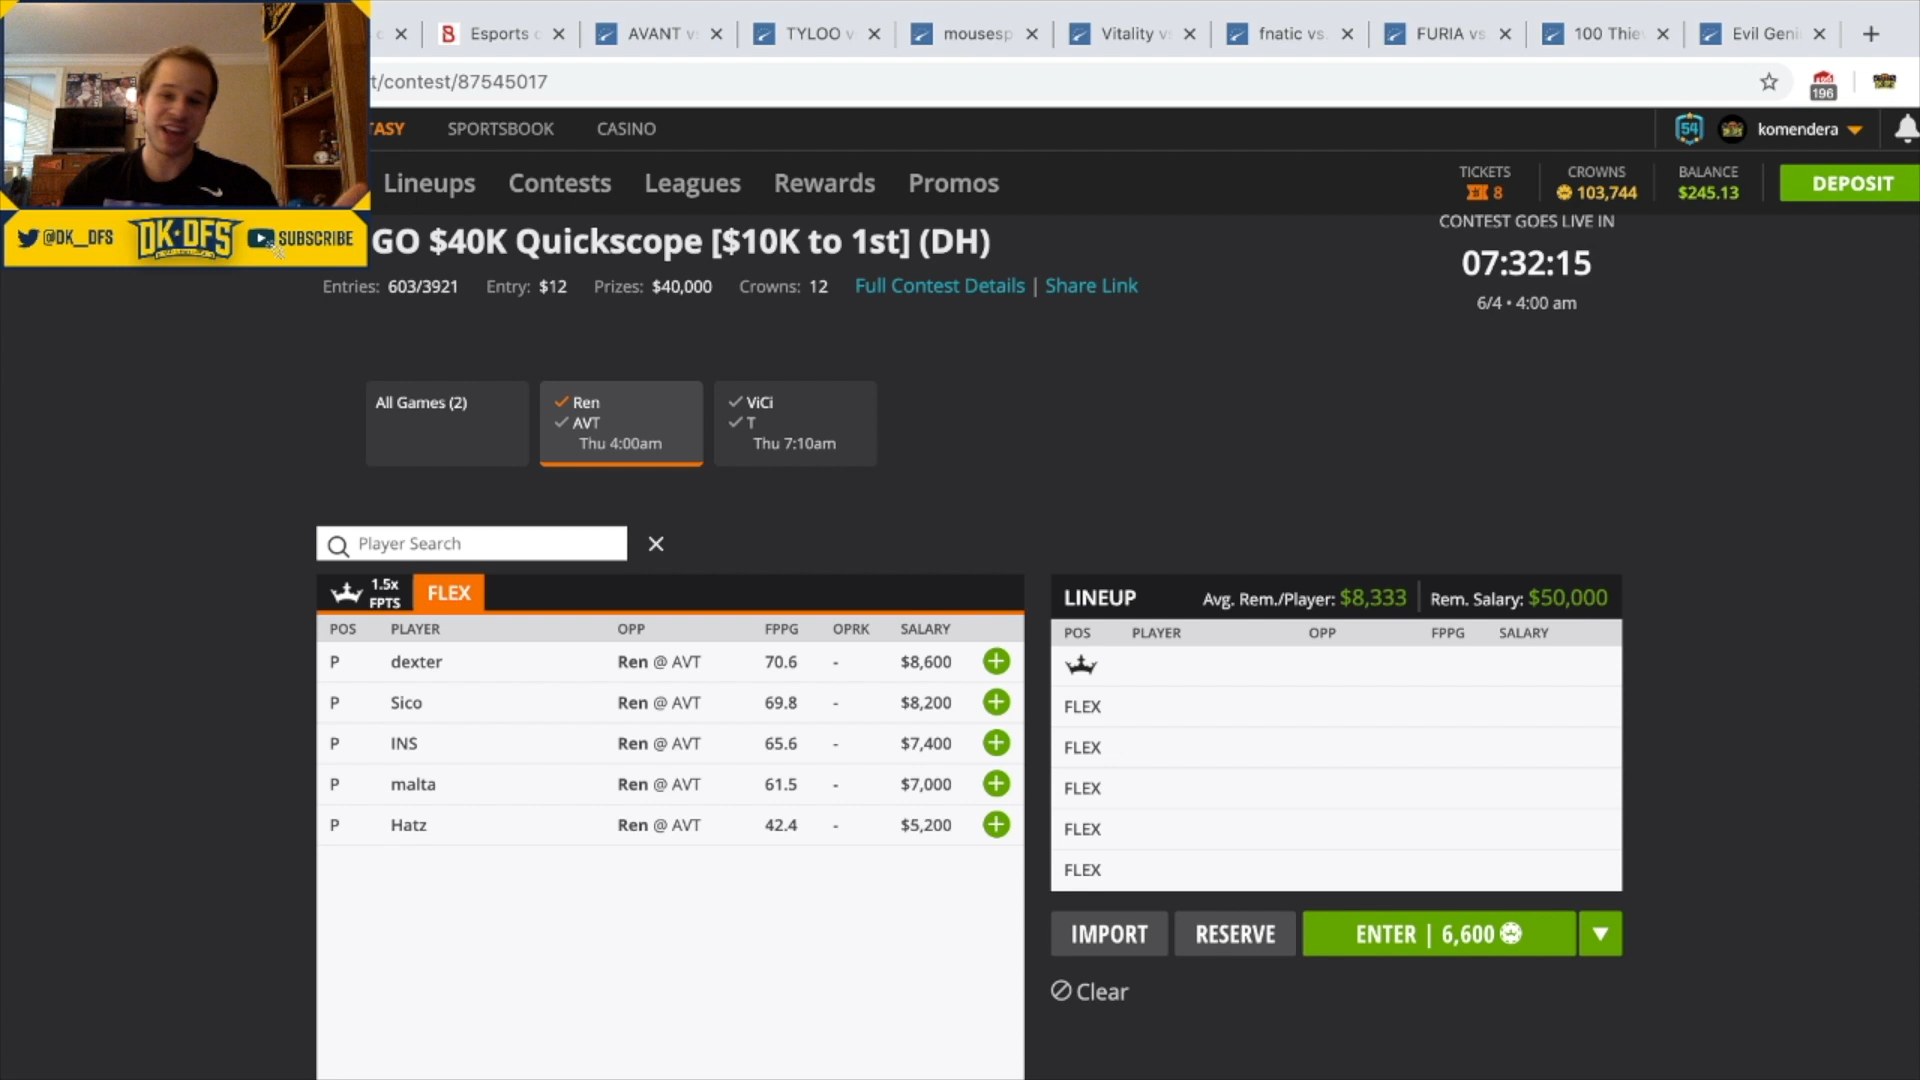 Esports
AVANT v
TYLOO v
mousesp
Vitality v
fnatic vs.
FURIA vs
100 Thie
Evil Geni
t/contest/87545017
196
TASY
SPORTSBOOK
CASINO
54
komendera
Lineups
Contests
Leagues
Rewards
Promos
TICKETS
8
CROWNS
103,744
BALANCE
$245.13
DEPOSIT
@DK__DFS
DK·DFS
SUBSCRIBE
GO $40K Quickscope [$10K to 1st] (DH)
CONTEST GOES LIVE IN
07:32:15
6/4 • 4:00 am
Entries: 603/3921 Entry: $12 Prizes: $40,000 Crowns: 12 Full Contest Details | Share Link
All Games (2)
Ren
AVT
Thu 4:00am
ViCi
T
Thu 7:10am
Player Search
1.5x
FPTS
FLEX
POS PLAYER OPP FPPG OPRK SALARY
P dexter Ren @ AVT 70.6 - $8,600
P Sico Ren @ AVT 69.8 - $8,200
P INS Ren @ AVT 65.6 - $7,400
P malta Ren @ AVT 61.5 - $7,000
P Hatz Ren @ AVT 42.4 - $5,200
LINEUP Avg. Rem./Player: $8,333 Rem. Salary: $50,000
POS PLAYER OPP FPPG SALARY
FLEX
FLEX
FLEX
FLEX
FLEX
IMPORT
RESERVE
ENTER | 6,600
Clear